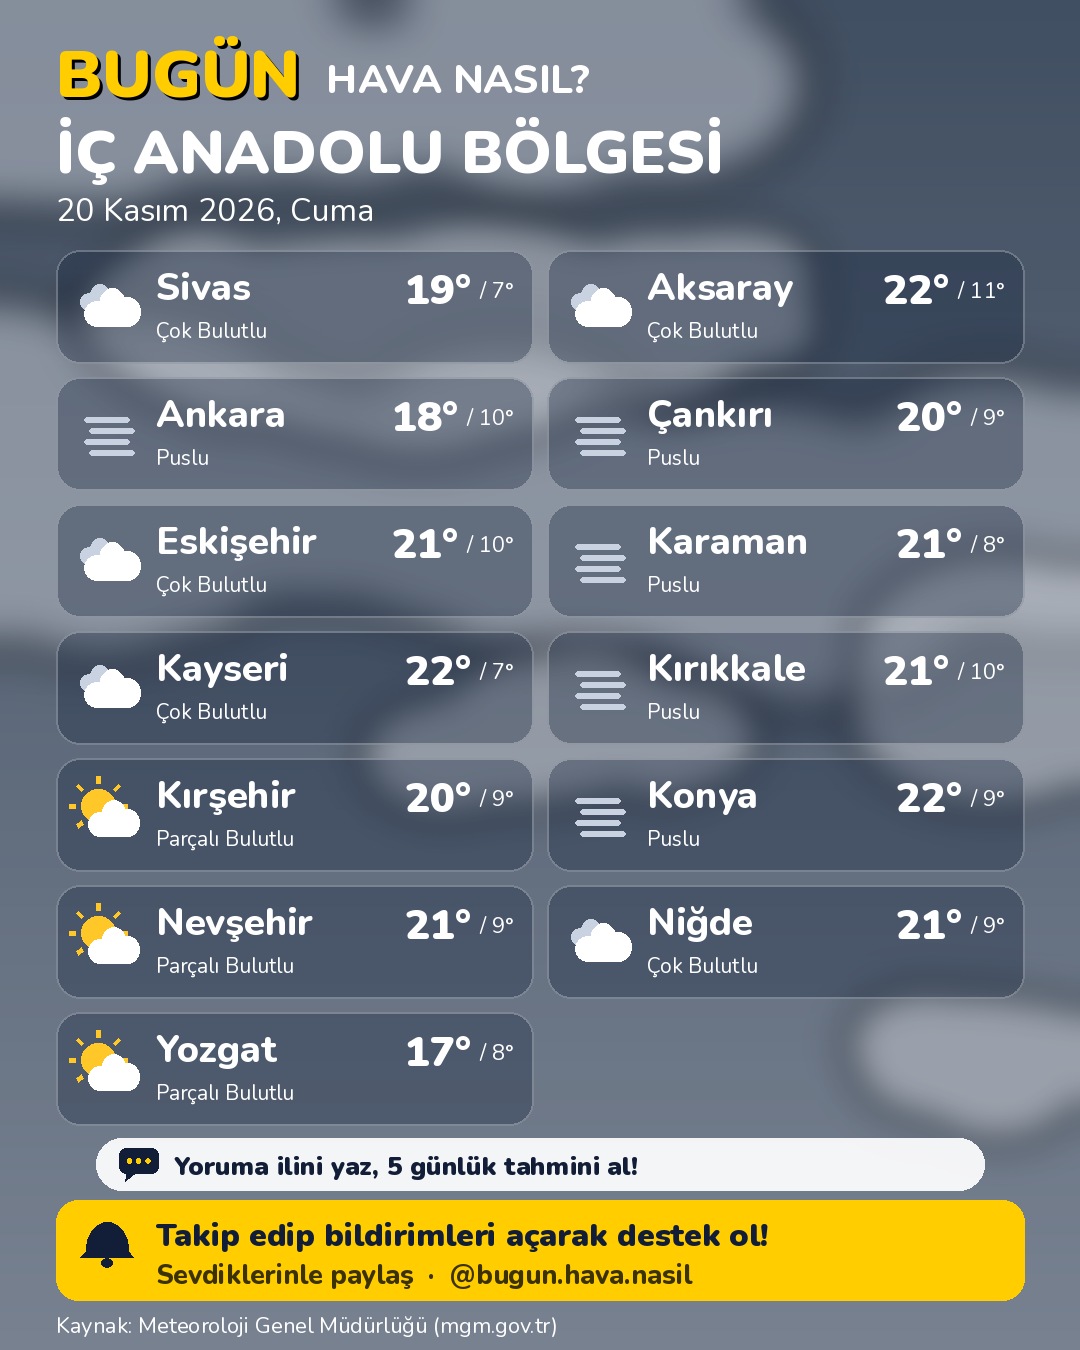 BUGÜN HAVA NASIL?
İÇ ANADOLU BÖLGESİ
20 Kasım 2026, Cuma
Sivas 19° / 7°
Çok Bulutlu
Aksaray 22° / 11°
Çok Bulutlu
Ankara 18° / 10°
Puslu
Çankırı 20° / 9°
Puslu
Eskişehir 21° / 10°
Çok Bulutlu
Karaman 21° / 8°
Puslu
Kayseri 22° / 7°
Çok Bulutlu
Kırıkkale 21° / 10°
Puslu
Kırşehir 20° / 9°
Parçalı Bulutlu
Konya 22° / 9°
Puslu
Nevşehir 21° / 9°
Parçalı Bulutlu
Niğde 21° / 9°
Çok Bulutlu
Yozgat 17° / 8°
Parçalı Bulutlu
Yoruma ilini yaz, 5 günlük tahmini al!
Takip edip bildirimleri açarak destek ol!
Sevdiklerinle paylaş · @bugun.hava.nasil
Kaynak: Meteoroloji Genel Müdürlüğü (mgm.gov.tr)